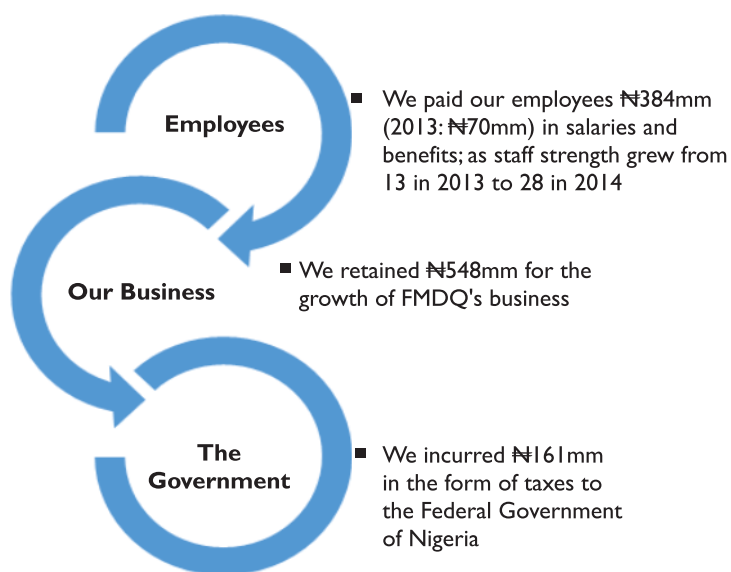 Employees
■ We paid our employees ₦384mm
(2013: ₦70mm) in salaries and
benefits; as staff strength grew from
13 in 2013 to 28 in 2014
Our Business
■ We retained ₦548mm for the
growth of FMDQ's business
The
Government
■ We incurred ₦161mm
in the form of taxes to
the Federal Government
of Nigeria